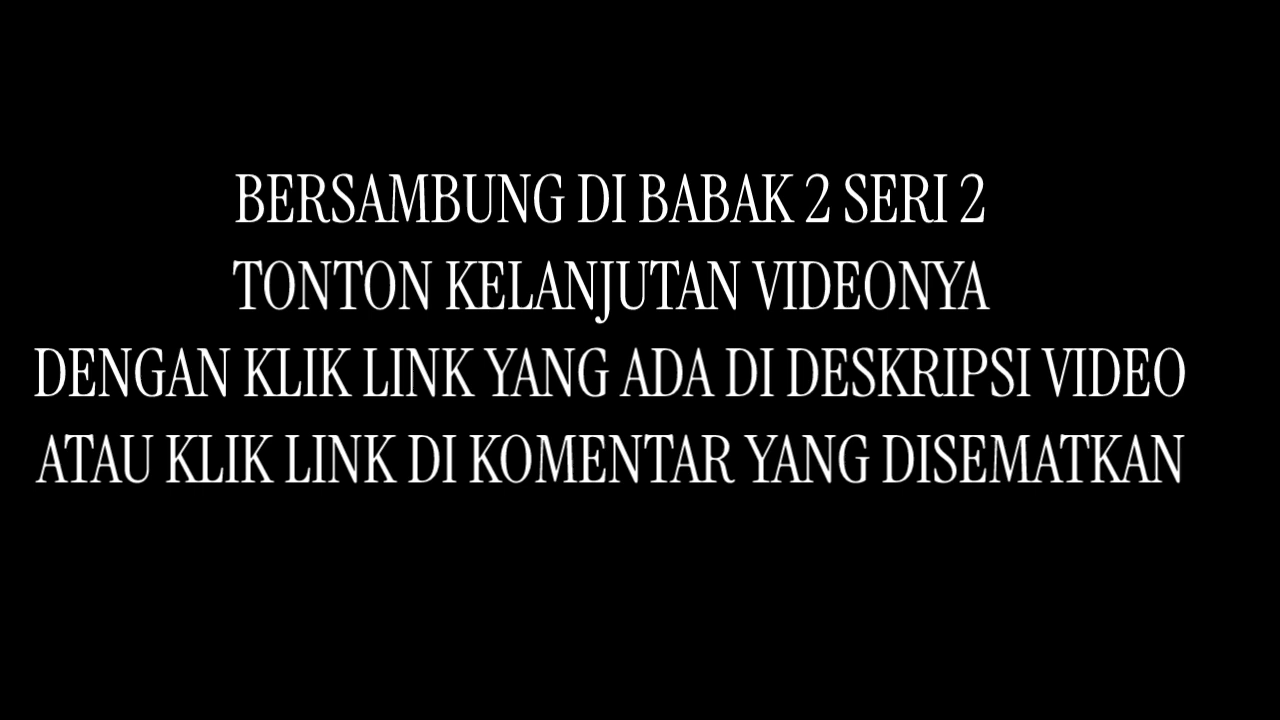 BERSAMBUNG DI BABAK 2 SERI 2
TONTON KELANJUTAN VIDEONYA
DENGAN KLIK LINK YANG ADA DI DESKRIPSI VIDEO
ATAU KLIK LINK DI KOMENTAR YANG DISEMATKAN